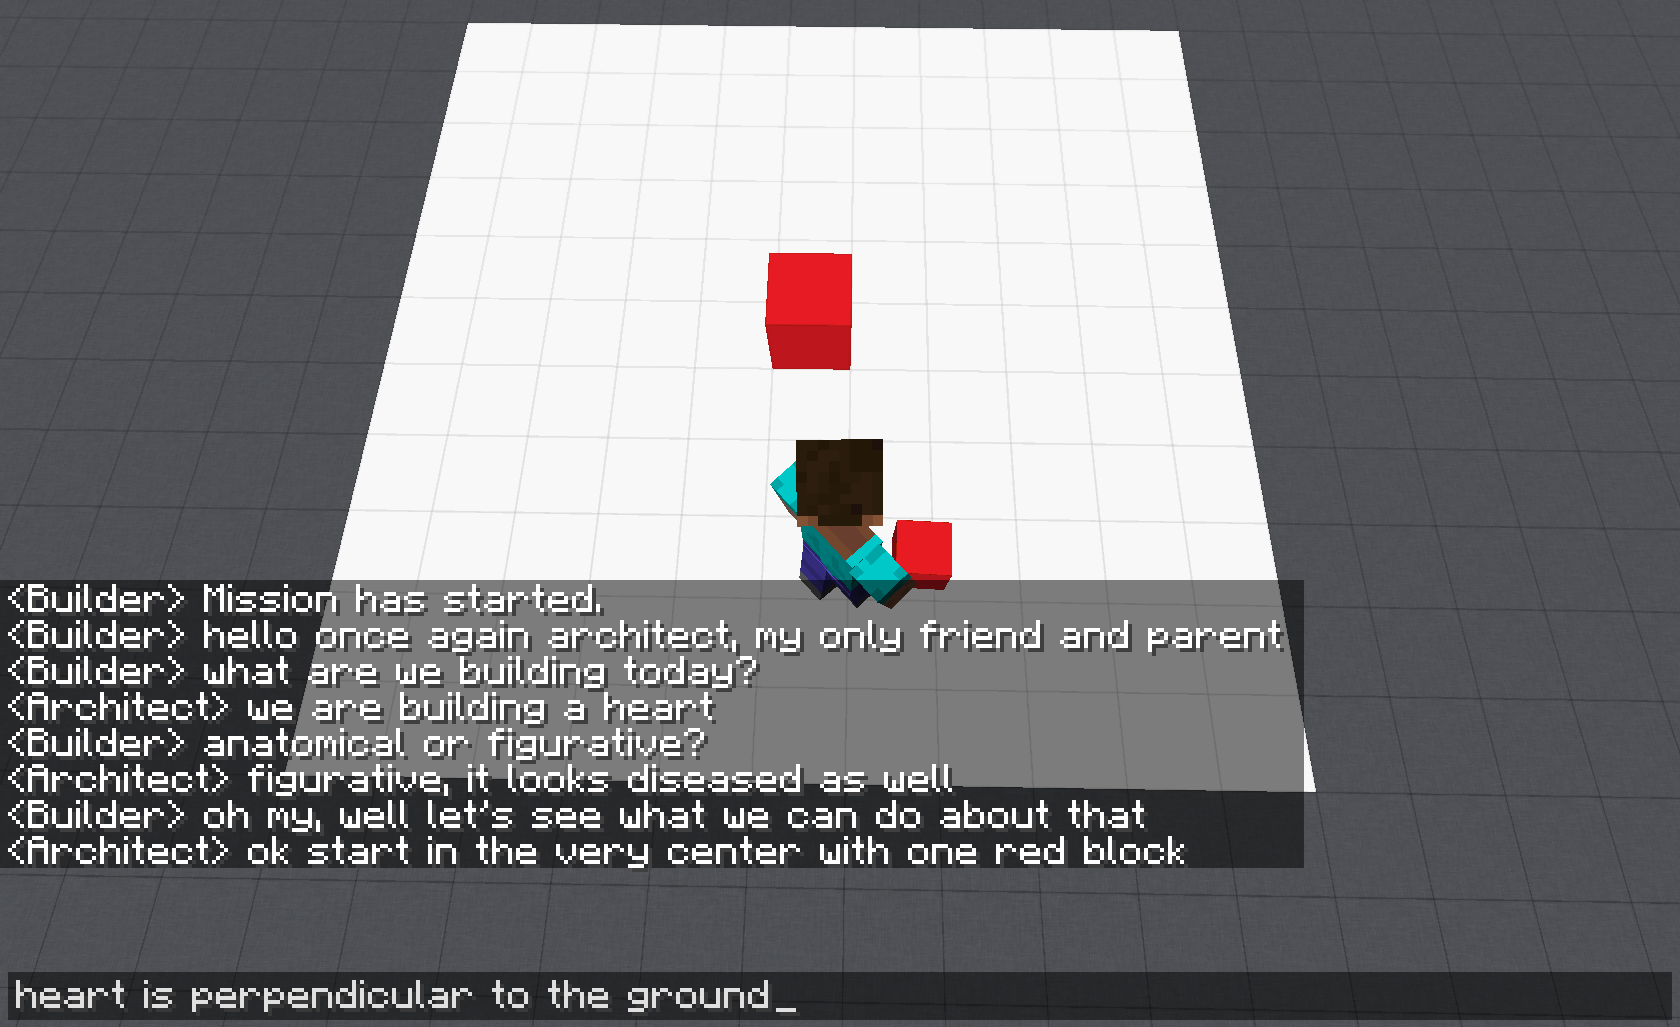 <Builder> Mission has started.
<Builder> hello once again architect, my only friend and parent
<Builder> what are we building today?
<Architect> we are building a heart
<Builder> anatomical or figurative?
<Architect> figurative, it looks diseased as well
<Builder> oh my, well let's see what we can do about that
<Architect> ok start in the very center with one red block
heart is perpendicular to the ground_